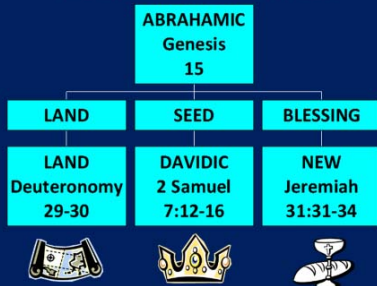 ABRAHAMIC
Genesis
15
LAND
SEED
BLESSING
LAND
Deuteronomy
29-30
DAVIDIC
2 Samuel
7:12-16
NEW
Jeremiah
31:31-34